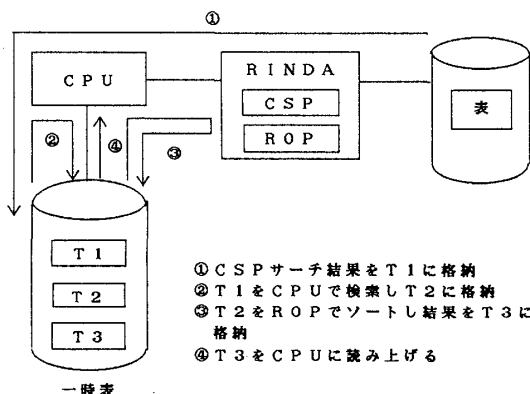 ①
CPU
RINDA
CSP
ROP
表
②
④
③
T1
T2
T3
一時表
①CSPサーチ結果をT1に格納
②T1をCPUで検索しT2に格納
③T2をROPでソートし結果をT3に
格納
④T3をCPUに読み上げる